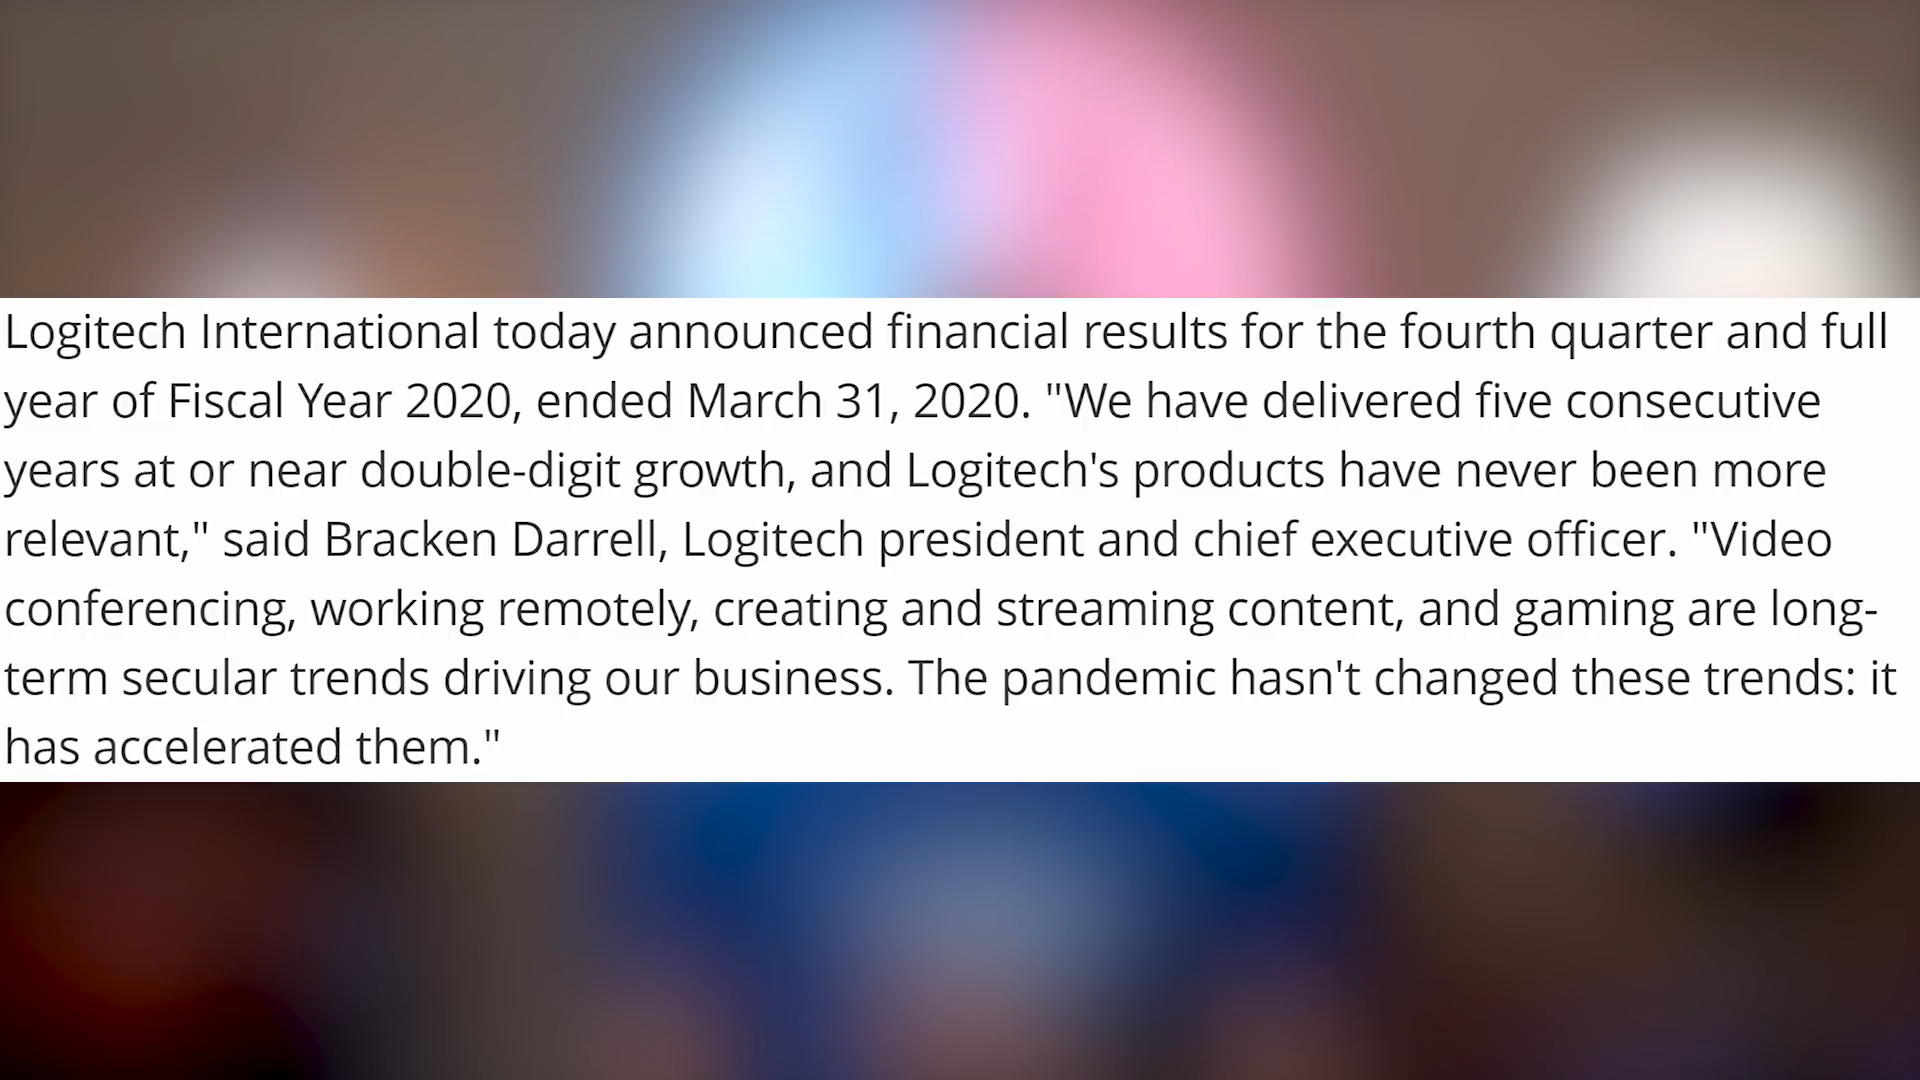 Logitech International today announced financial results for the fourth quarter and full
year of Fiscal Year 2020, ended March 31, 2020. "We have delivered five consecutive
years at or near double-digit growth, and Logitech's products have never been more
relevant," said Bracken Darrell, Logitech president and chief executive officer. "Video
conferencing, working remotely, creating and streaming content, and gaming are long-
term secular trends driving our business. The pandemic hasn't changed these trends: it
has accelerated them."